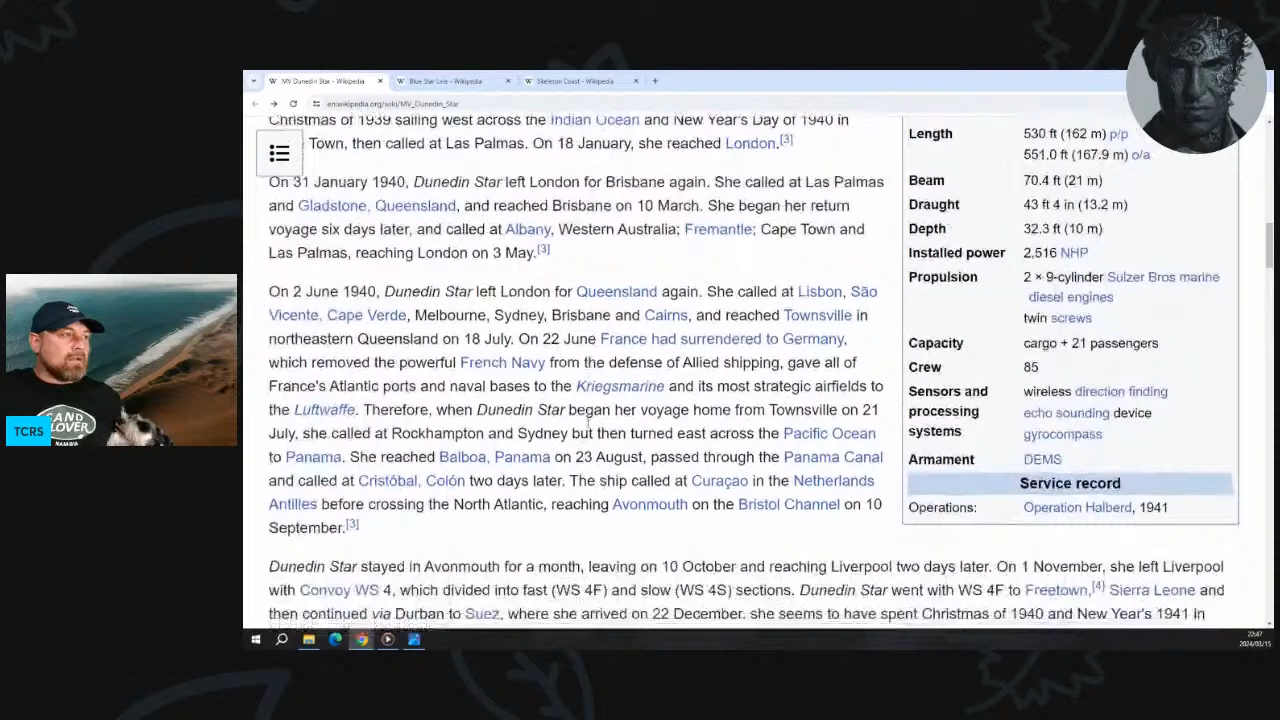 MV Dunedin Star - Wikipedia
Blue Star Line - Wikipedia
Skeleton Coast - Wikipedia
en.wikipedia.org/wiki/MV_Dunedin_Star
Christmas of 1939 sailing west across the Indian Ocean and New Year's Day of 1940 in
Town, then called at Las Palmas. On 18 January, she reached London.[3]
On 31 January 1940, Dunedin Star left London for Brisbane again. She called at Las Palmas
and Gladstone, Queensland, and reached Brisbane on 10 March. She began her return
voyage six days later, and called at Albany, Western Australia; Fremantle; Cape Town and
Las Palmas, reaching London on 3 May.[3]
On 2 June 1940, Dunedin Star left London for Queensland again. She called at Lisbon, São
Vicente, Cape Verde, Melbourne, Sydney, Brisbane and Cairns, and reached Townsville in
northeastern Queensland on 18 July. On 22 June France had surrendered to Germany,
which removed the powerful French Navy from the defense of Allied shipping, gave all of
France's Atlantic ports and naval bases to the Kriegsmarine and its most strategic airfields to
the Luftwaffe. Therefore, when Dunedin Star began her voyage home from Townsville on 21
July, she called at Rockhampton and Sydney but then turned east across the Pacific Ocean
to Panama. She reached Balboa, Panama on 23 August, passed through the Panama Canal
and called at Cristóbal, Colón two days later. The ship called at Curaçao in the Netherlands
Antilles before crossing the North Atlantic, reaching Avonmouth on the Bristol Channel on 10
September.[3]
Dunedin Star stayed in Avonmouth for a month, leaving on 10 October and reaching Liverpool two days later. On 1 November, she left Liverpool
with Convoy WS 4, which divided into fast (WS 4F) and slow (WS 4S) sections. Dunedin Star went with WS 4F to Freetown,[4] Sierra Leone and
then continued via Durban to Suez, where she arrived on 22 December. she seems to have spent Christmas of 1940 and New Year's 1941 in
Length 530 ft (162 m) p/p
551.0 ft (167.9 m) o/a
Beam 70.4 ft (21 m)
Draught 43 ft 4 in (13.2 m)
Depth 32.3 ft (10 m)
Installed power 2,516 NHP
Propulsion 2 × 9-cylinder Sulzer Bros marine
diesel engines
twin screws
Capacity cargo + 21 passengers
Crew 85
Sensors and wireless direction finding
processing echo sounding device
systems gyrocompass
Armament DEMS
Service record
Operations: Operation Halberd, 1941
TCRS
SAND
LOVER
NAMIBIA
22:47
2024/03/15